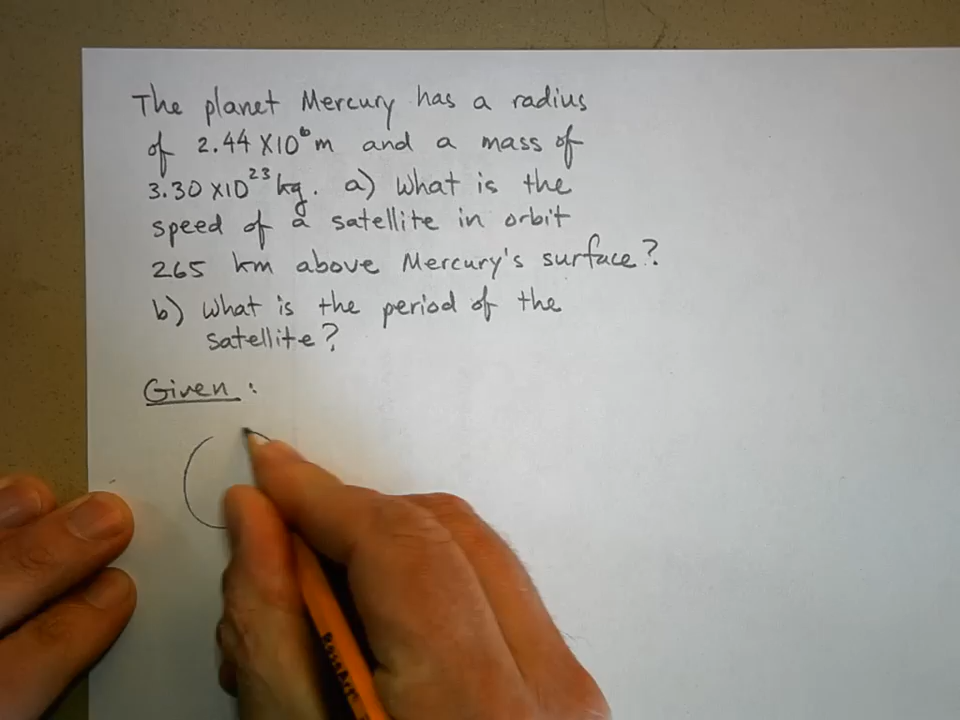 The planet Mercury has a radius
of 2.44 X10⁶ m and a mass of
3.30 X10²³ kg. a) What is the
speed of a satellite in orbit
265 km above Mercury's surface?
b) What is the period of the
satellite?
Given: